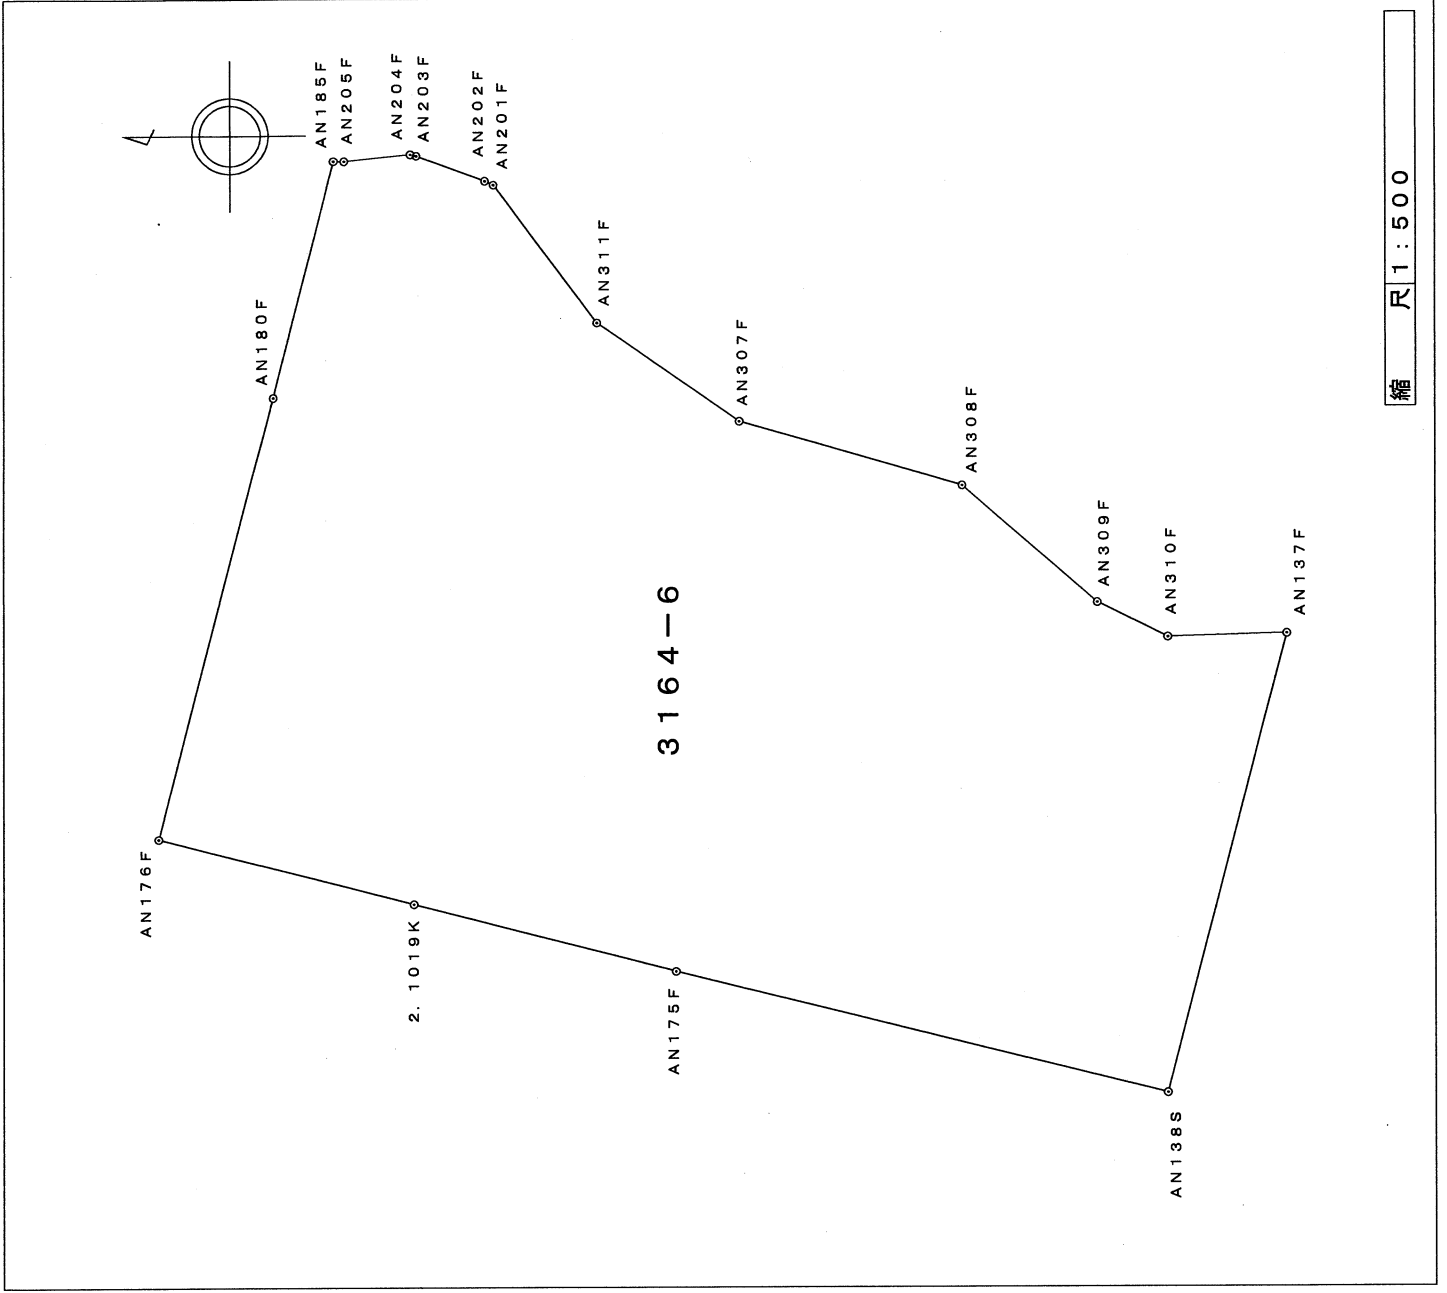 AN185F
AN205F
AN204F
AN203F
AN202F
AN201F
AN180F
AN311F
AN307F
AN308F
AN309F
AN310F
AN137F
3164-6
AN176F
2. 1019K
AN175F
AN138S
縮 尺 1:500